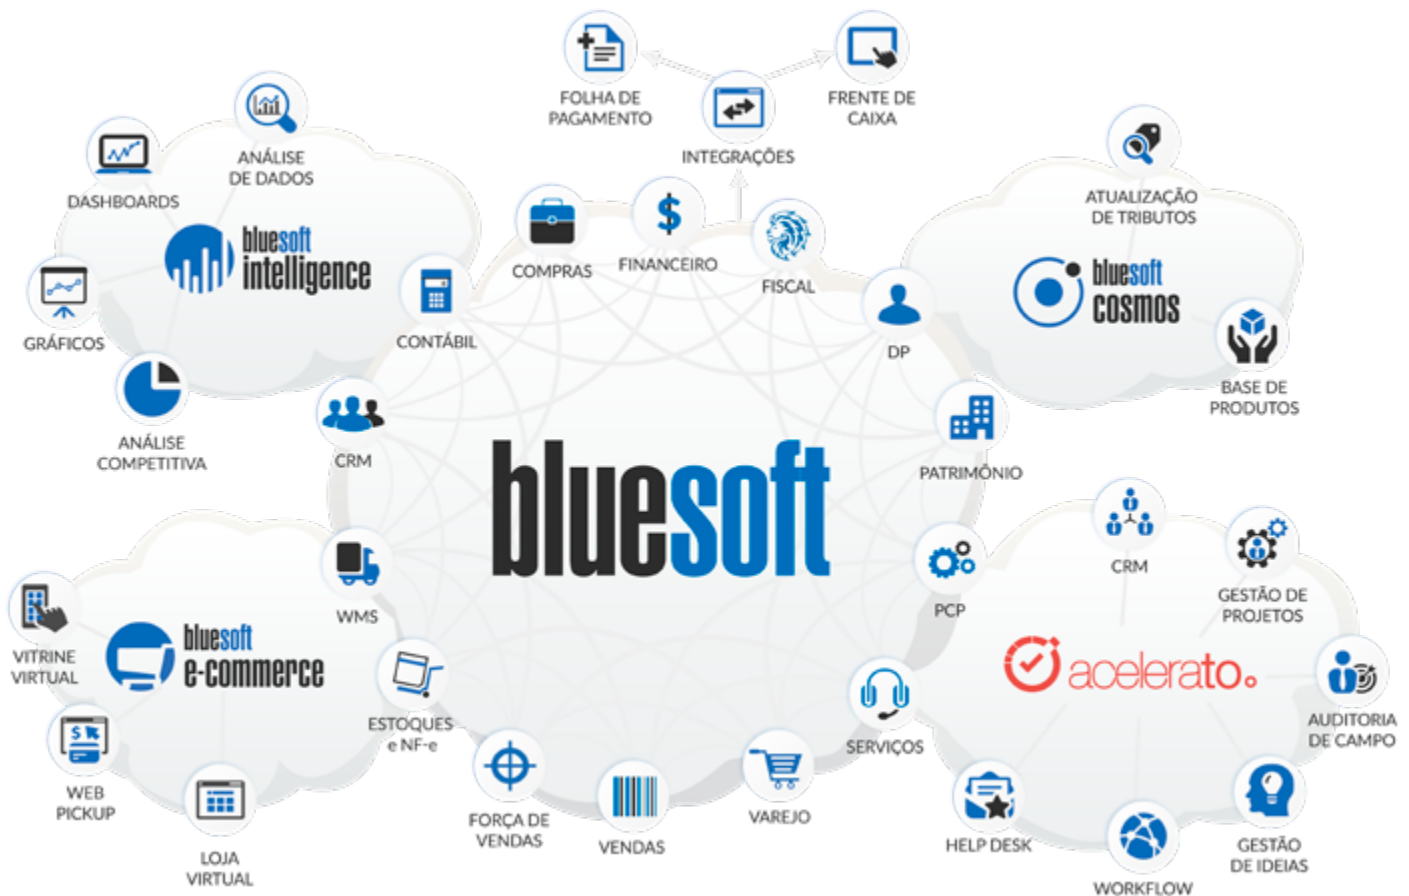 FOLHA DE
PAGAMENTO
FRENTE DE
CAIXA
INTEGRAÇÕES
ANÁLISE
DE DADOS
DASHBOARDS
bluesoft
intelligence
GRÁFICOS
ANÁLISE
COMPETITIVA
ATUALIZAÇÃO
DE TRIBUTOS
bluesoft
cosmos
BASE DE
PRODUTOS
COMPRAS
FINANCEIRO
FISCAL
CONTÁBIL
DP
CRM
PATRIMÔNIO
bluesoft
WMS
PCP
ESTOQUES
e NF-e
SERVIÇOS
FORÇA DE
VENDAS
VENDAS
VAREJO
VITRINE
VIRTUAL
bluesoft
e-commerce
WEB
PICKUP
LOJA
VIRTUAL
CRM
GESTÃO DE
PROJETOS
acelerato
AUDITORIA
DE CAMPO
HELP DESK
WORKFLOW
GESTÃO
DE IDEIAS